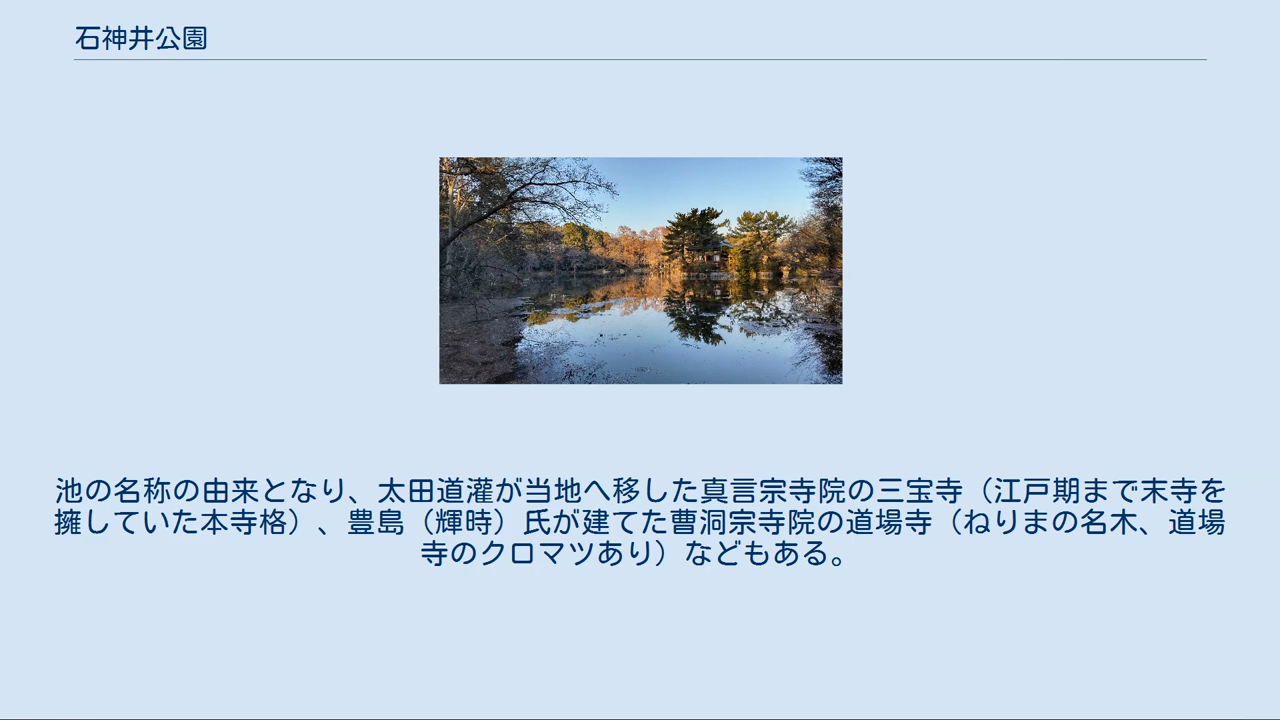 石神井公園
池の名称の由来となり、太田道灌が当地へ移した真言宗寺院の三宝寺（江戸期まで末寺を
擁していた本寺格）、豊島（輝時）氏が建てた曹洞宗寺院の道場寺（ねりまの名木、道場
寺のクロマツあり）などもある。